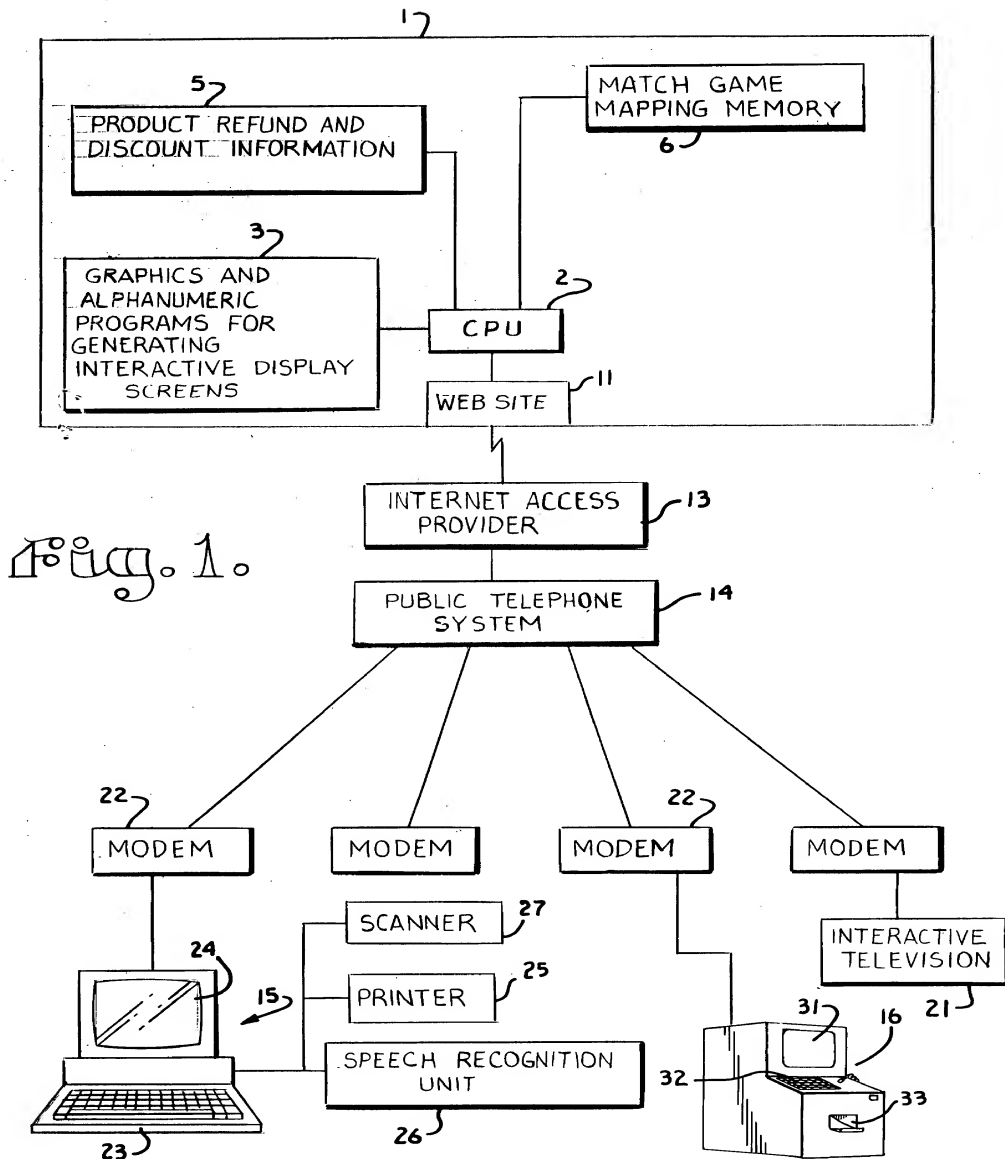 1
5
PRODUCT REFUND AND
DISCOUNT INFORMATION
MATCH GAME
MAPPING MEMORY
6
3
GRAPHICS AND
ALPHANUMERIC
PROGRAMS FOR
GENERATING
INTERACTIVE DISPLAY
SCREENS
2
CPU
11
WEB SITE
INTERNET ACCESS
PROVIDER
13
Fig. 1.
PUBLIC TELEPHONE
SYSTEM
14
22
MODEM
MODEM
22
MODEM
MODEM
24
15
SCANNER
27
PRINTER
25
SPEECH RECOGNITION
UNIT
26
23
INTERACTIVE
TELEVISION
21
31
16
32
33